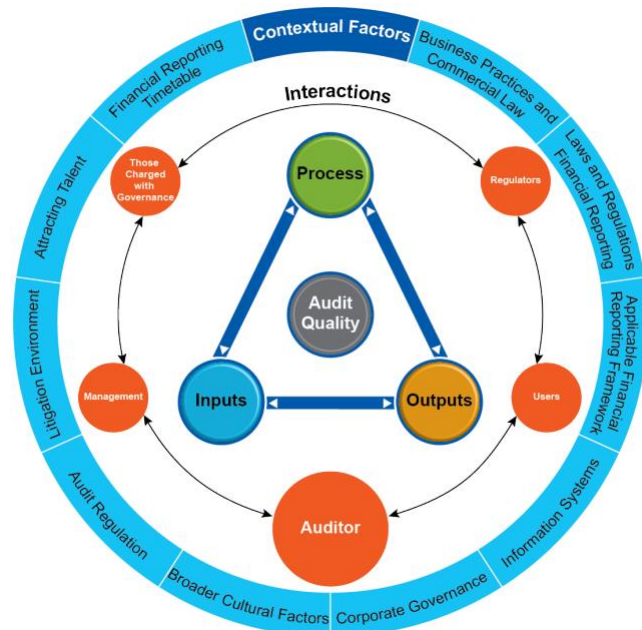 Contextual Factors
Business Practices and
Commercial Law
Laws and Regulations
Financial Reporting
Applicable Financial
Reporting Framework
Information Systems
Corporate Governance
Broader Cultural Factors
Audit Regulation
Litigation Environment
Attracting Talent
Financial Reporting
Timetable
Interactions
Those
Charged
with
Governance
Regulators
Process
Audit
Quality
Management
Inputs
Outputs
Users
Auditor